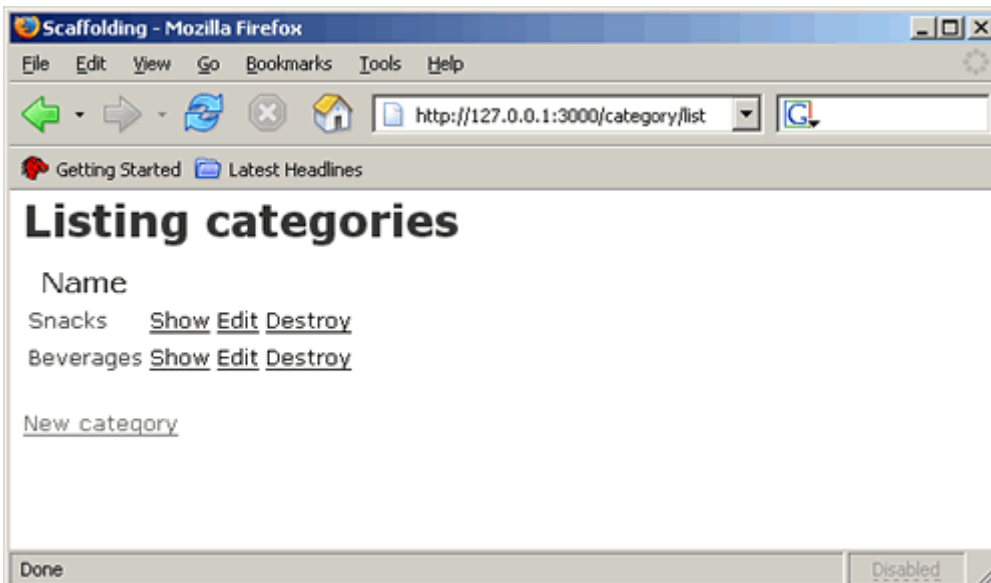 Scaffolding - Mozilla Firefox
File Edit View Go Bookmarks Tools Help
http://127.0.0.1:3000/category/list G
Getting Started Latest Headlines
Listing categories
Name
Snacks Show Edit Destroy
Beverages Show Edit Destroy
New category
Done Disabled